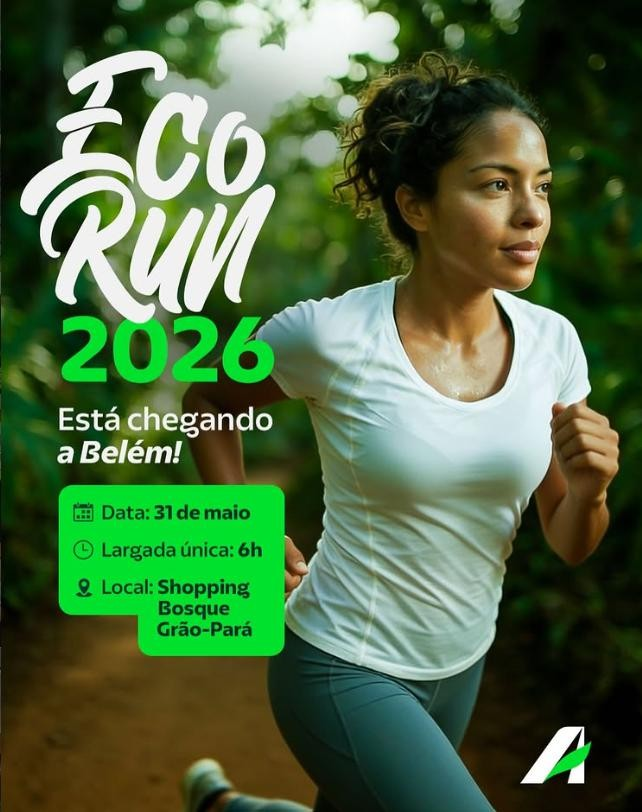 Eco
Run
2026
Está chegando
a Belém!
Data: 31 de maio
Largada única: 6h
Local: Shopping
Bosque
Grão-Pará